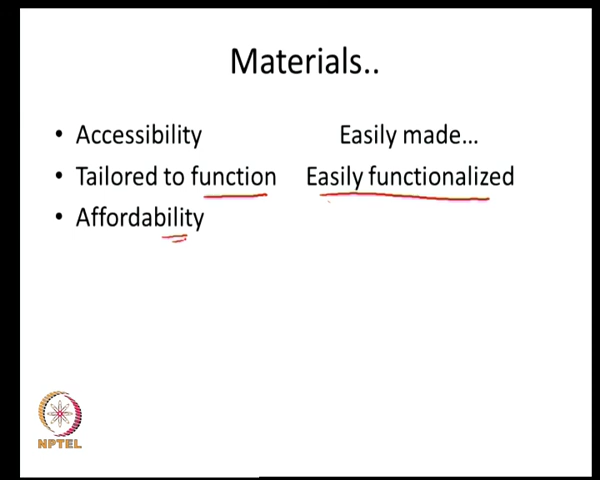 Materials..
• Accessibility Easily made...
• Tailored to function Easily functionalized
• Affordability
NPTEL